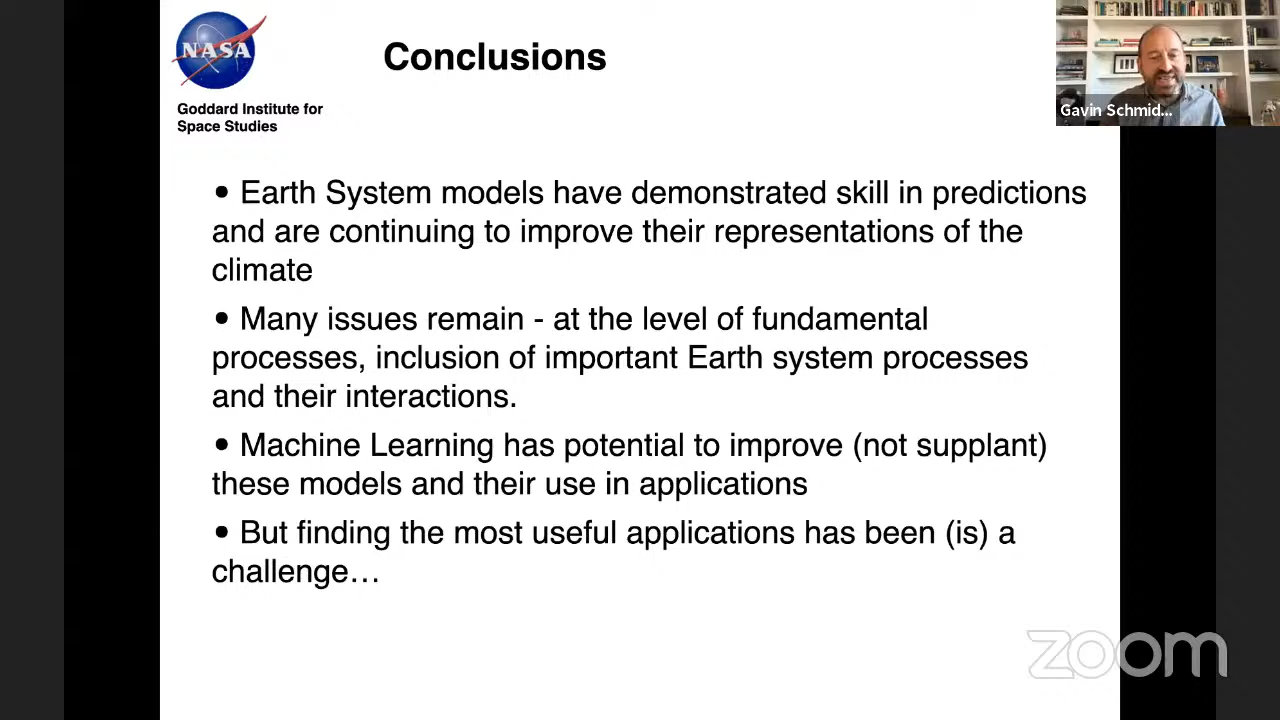 NASA
Conclusions
Goddard Institute for
Space Studies
Gavin Schmid...
• Earth System models have demonstrated skill in predictions
and are continuing to improve their representations of the
climate
• Many issues remain - at the level of fundamental
processes, inclusion of important Earth system processes
and their interactions.
• Machine Learning has potential to improve (not supplant)
these models and their use in applications
• But finding the most useful applications has been (is) a
challenge…
zoom